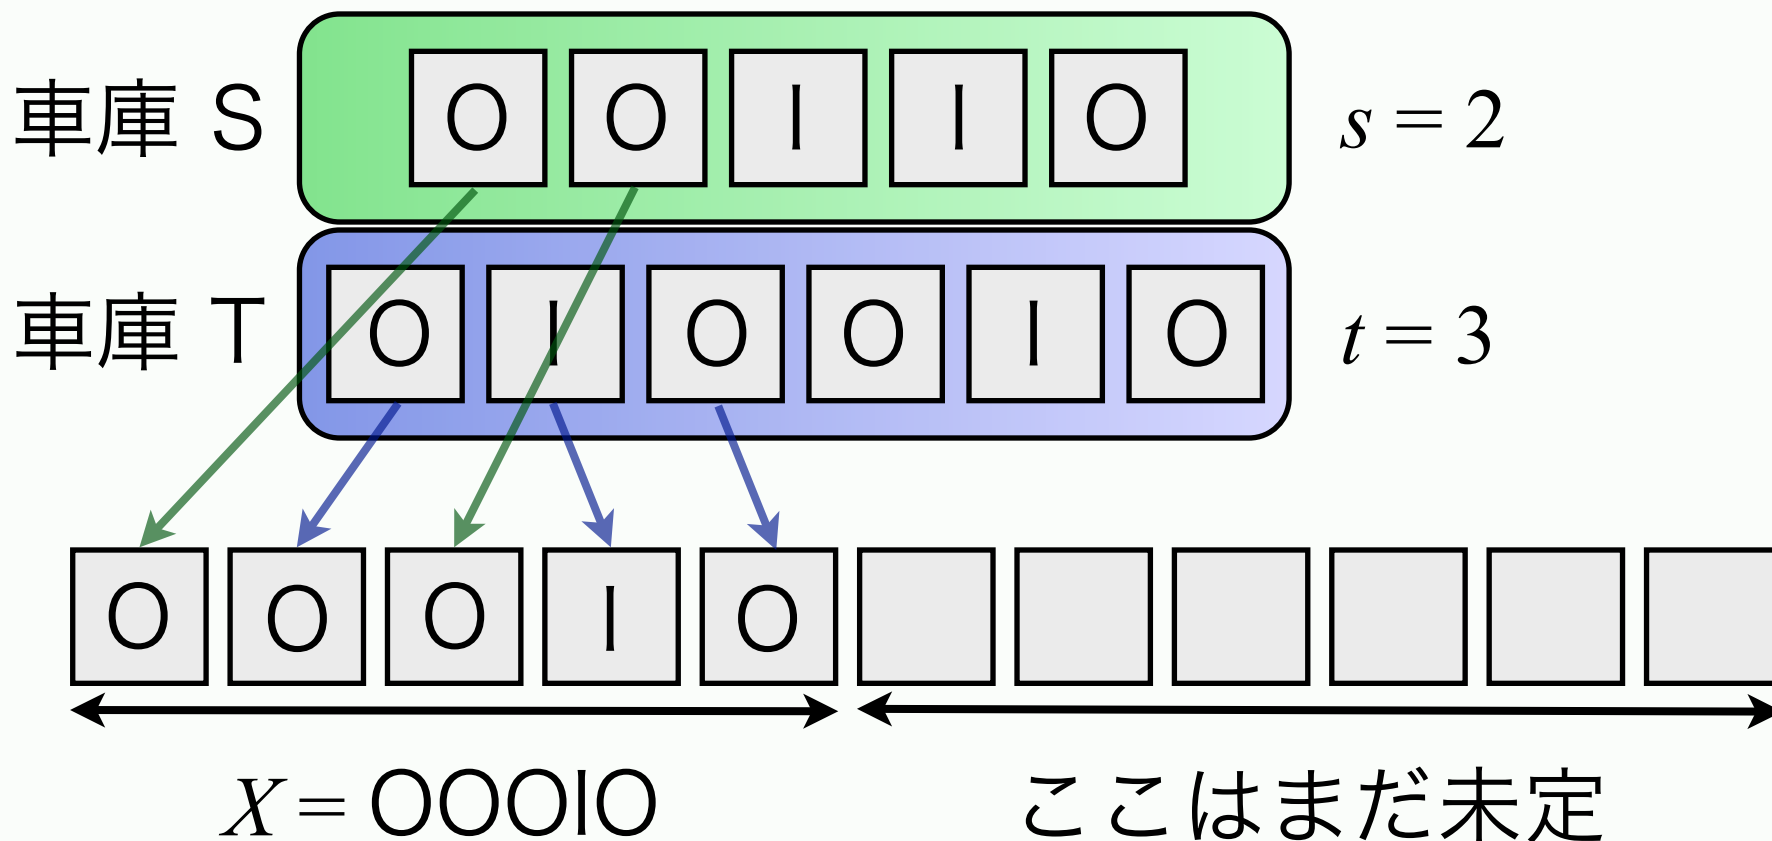 車庫 S O O I I O s = 2
車庫 T O I O O I O t = 3
O O O I O
X = OOOIO ここはまだ未定